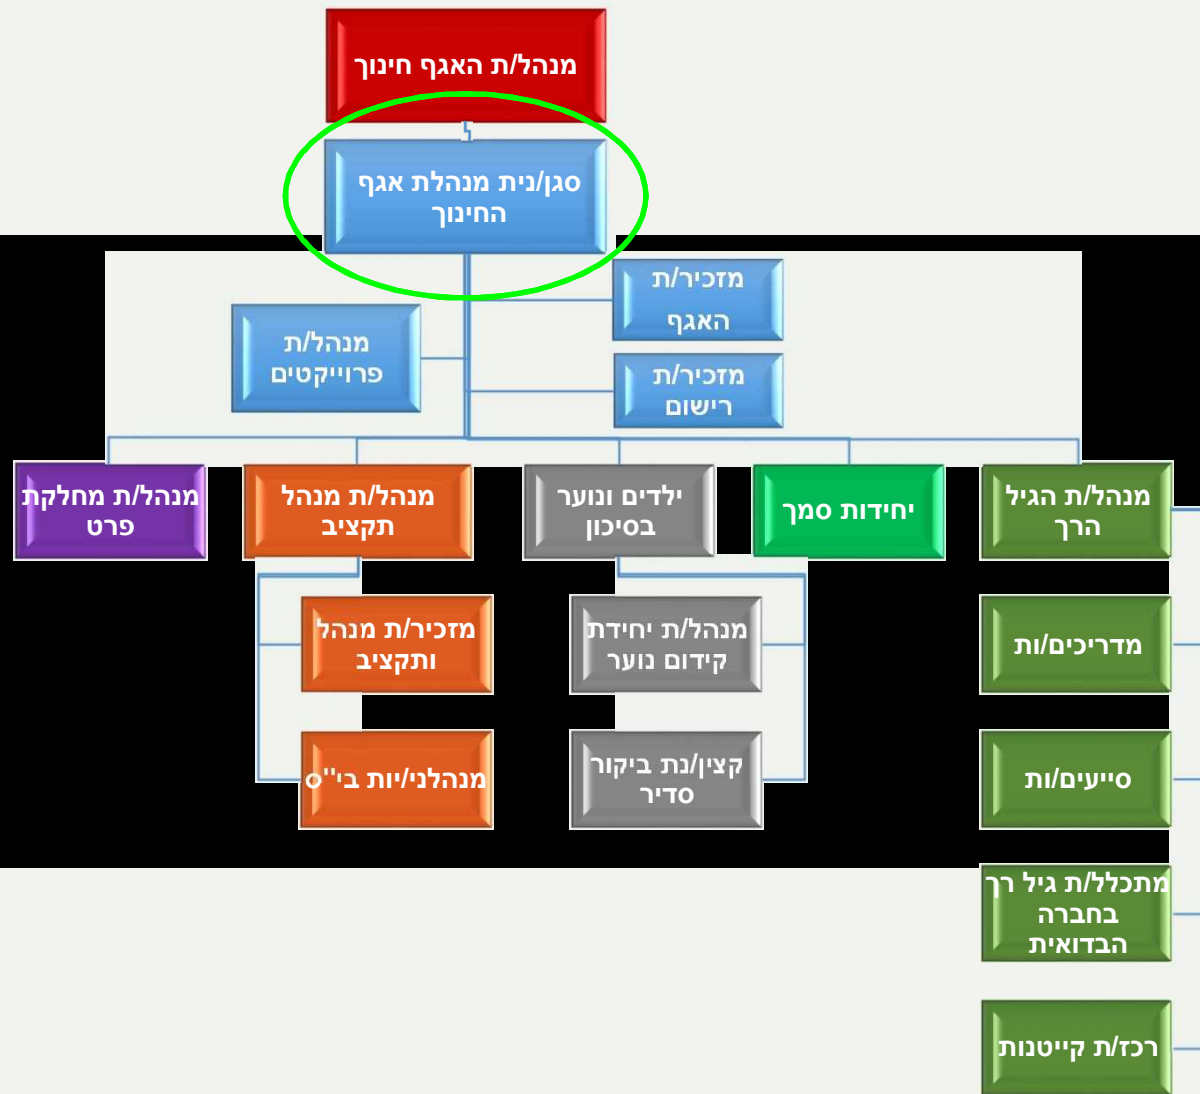 מנהל/ת האגף חינוך
סגן/נית מנהלת אגף
החינוך
מזכיר/ת
האגף
מנהל/ת
פרוייקטים
מזכיר/ת
רישום
מנהל/ת הגיל
הרך
יחידות סמך
ילדים ונוער
בסיכון
מנהל/ת מנהל
תקציב
מנהל/ת מחלקת
פרט
מדריכים/ות
מנהל/ת יחידת
קידום נוער
מזכיר/ת מנהל
ותקציב
סייעים/ות
קצין/נת ביקור
סדיר
מנהלני/יות בי''ס
מתכלל/ת גיל רך
בחברה
הבדואית
רכז/ת קייטנות